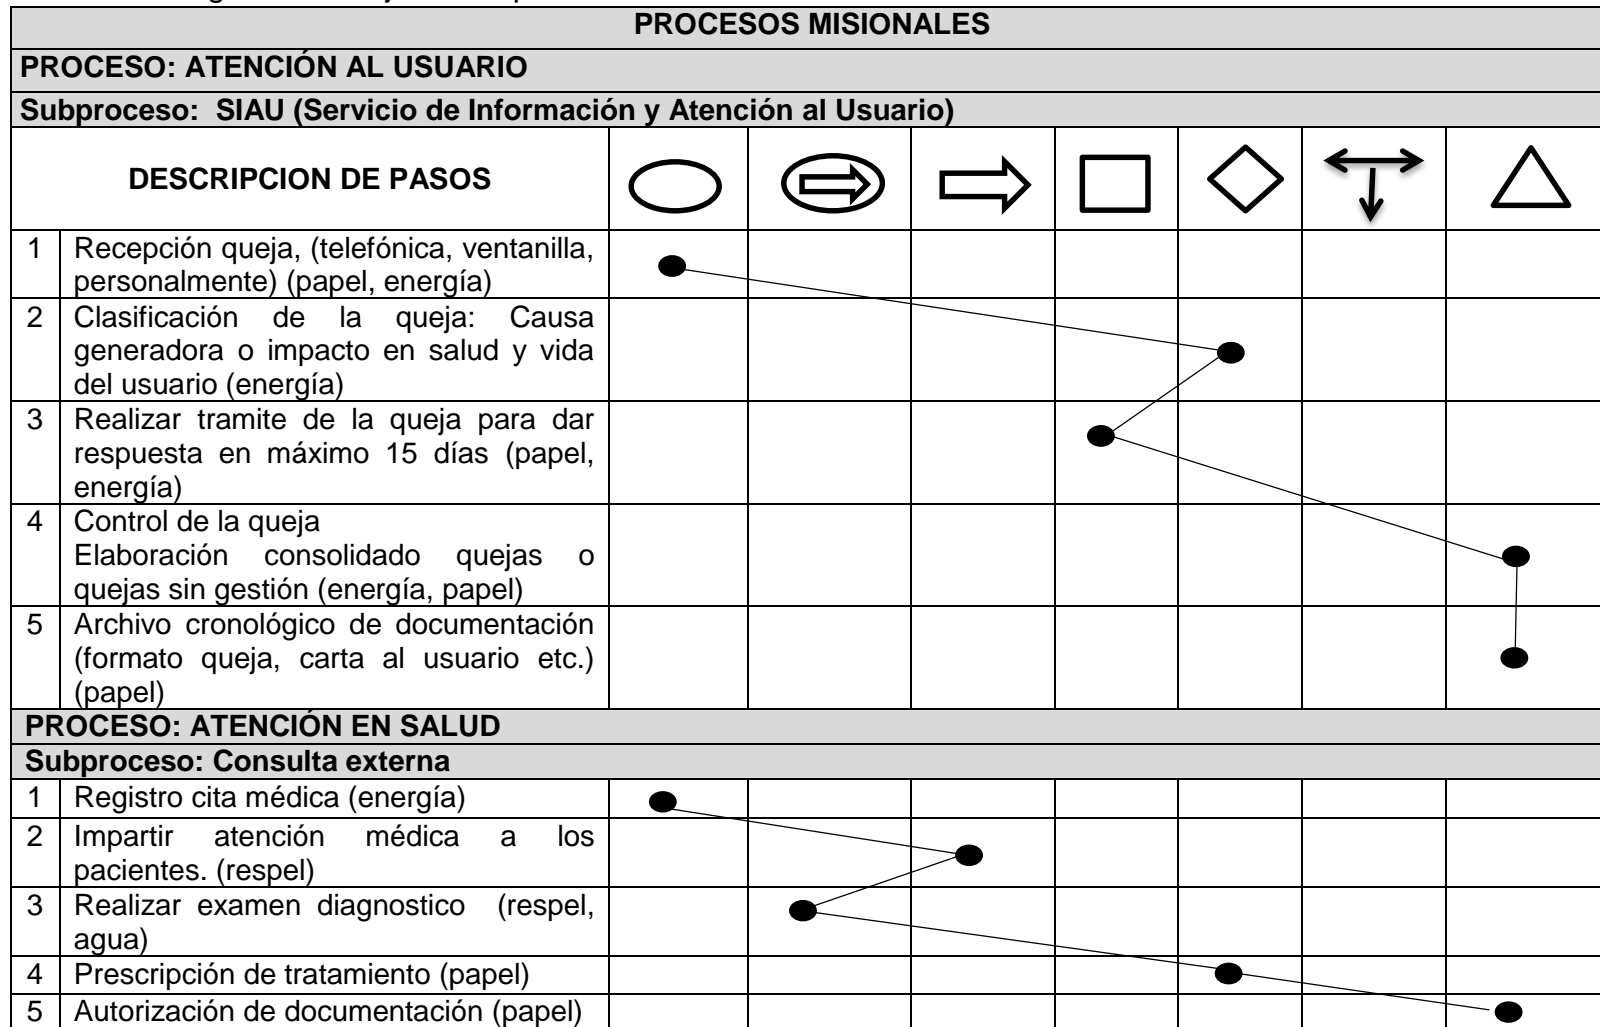 PROCESOS MISIONALES
PROCESO: ATENCIÓN AL USUARIO
Subproceso: SIAU (Servicio de Información y Atención al Usuario)
DESCRIPCION DE PASOS
1 Recepción queja, (telefónica, ventanilla,
personalmente) (papel, energía)
2 Clasificación de la queja: Causa
generadora o impacto en salud y vida
del usuario (energía)
3 Realizar tramite de la queja para dar
respuesta en máximo 15 días (papel,
energía)
4 Control de la queja
Elaboración consolidado quejas o
quejas sin gestión (energía, papel)
5 Archivo cronológico de documentación
(formato queja, carta al usuario etc.)
(papel)
PROCESO: ATENCIÓN EN SALUD
Subproceso: Consulta externa
1 Registro cita médica (energía)
2 Impartir atención médica a los
pacientes. (respel)
3 Realizar examen diagnostico (respel,
agua)
4 Prescripción de tratamiento (papel)
5 Autorización de documentación (papel)